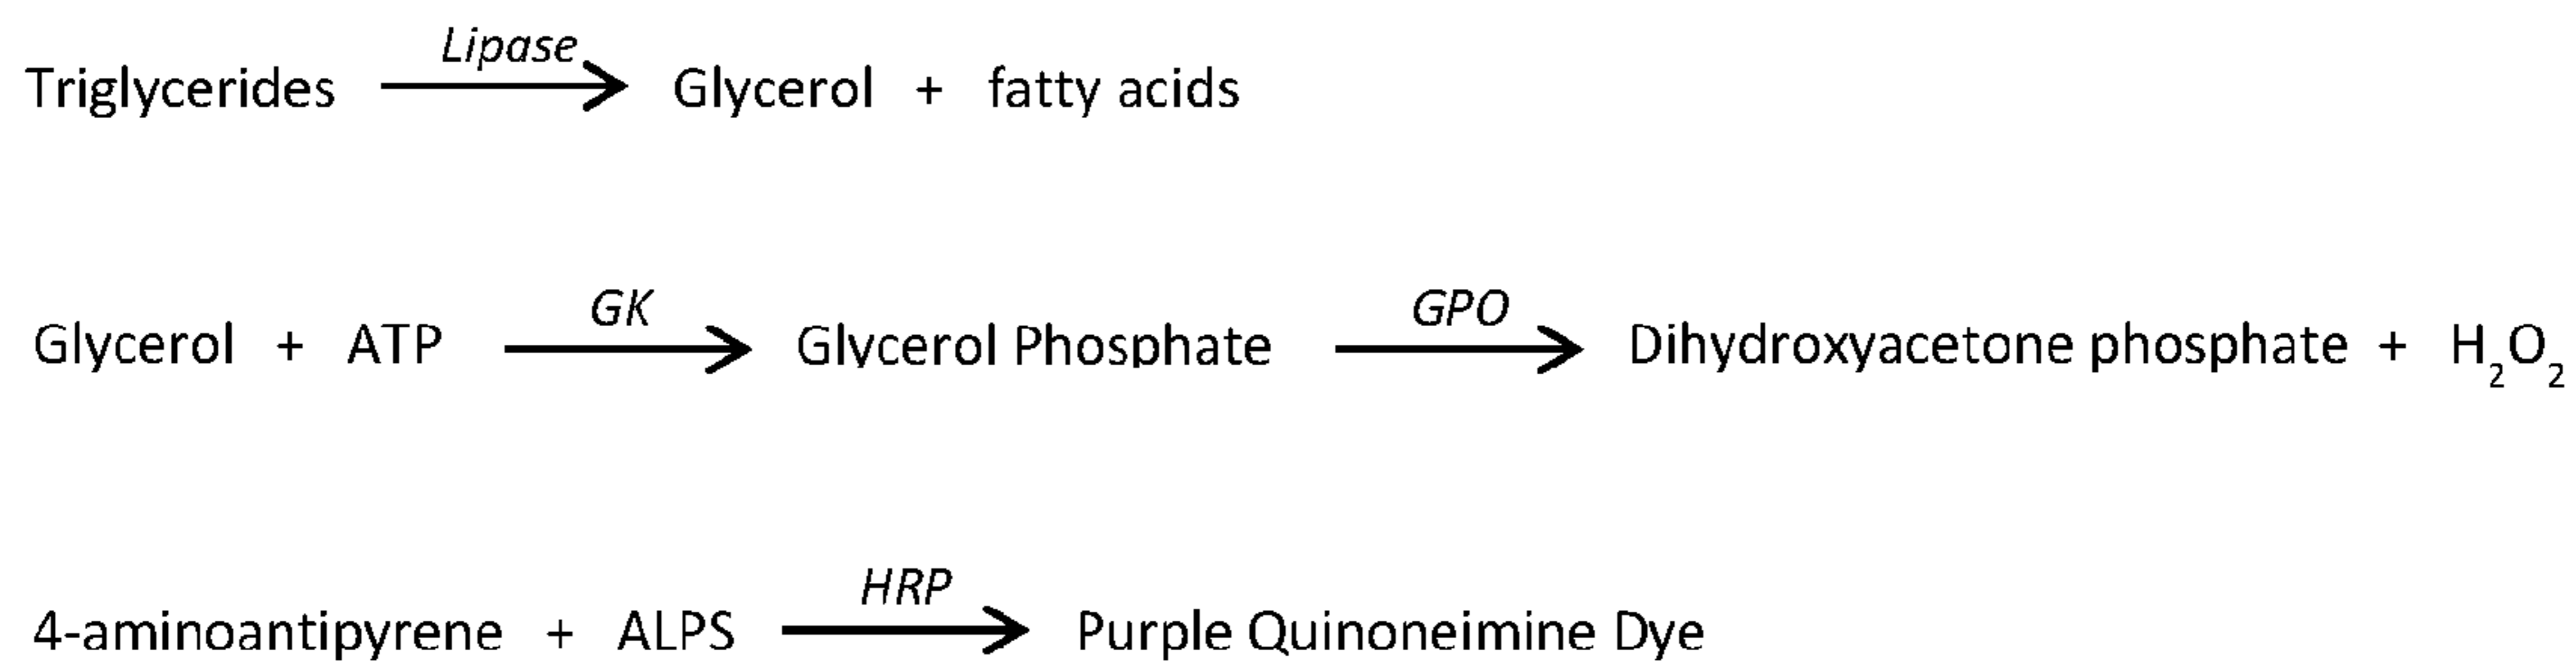 Lipase
Triglycerides → Glycerol + fatty acids
GK GPO
Glycerol + ATP → Glycerol Phosphate → Dihydroxyacetone phosphate + H₂O₂
HRP
4-aminoantipyrene + ALPS → Purple Quinoneimine Dye